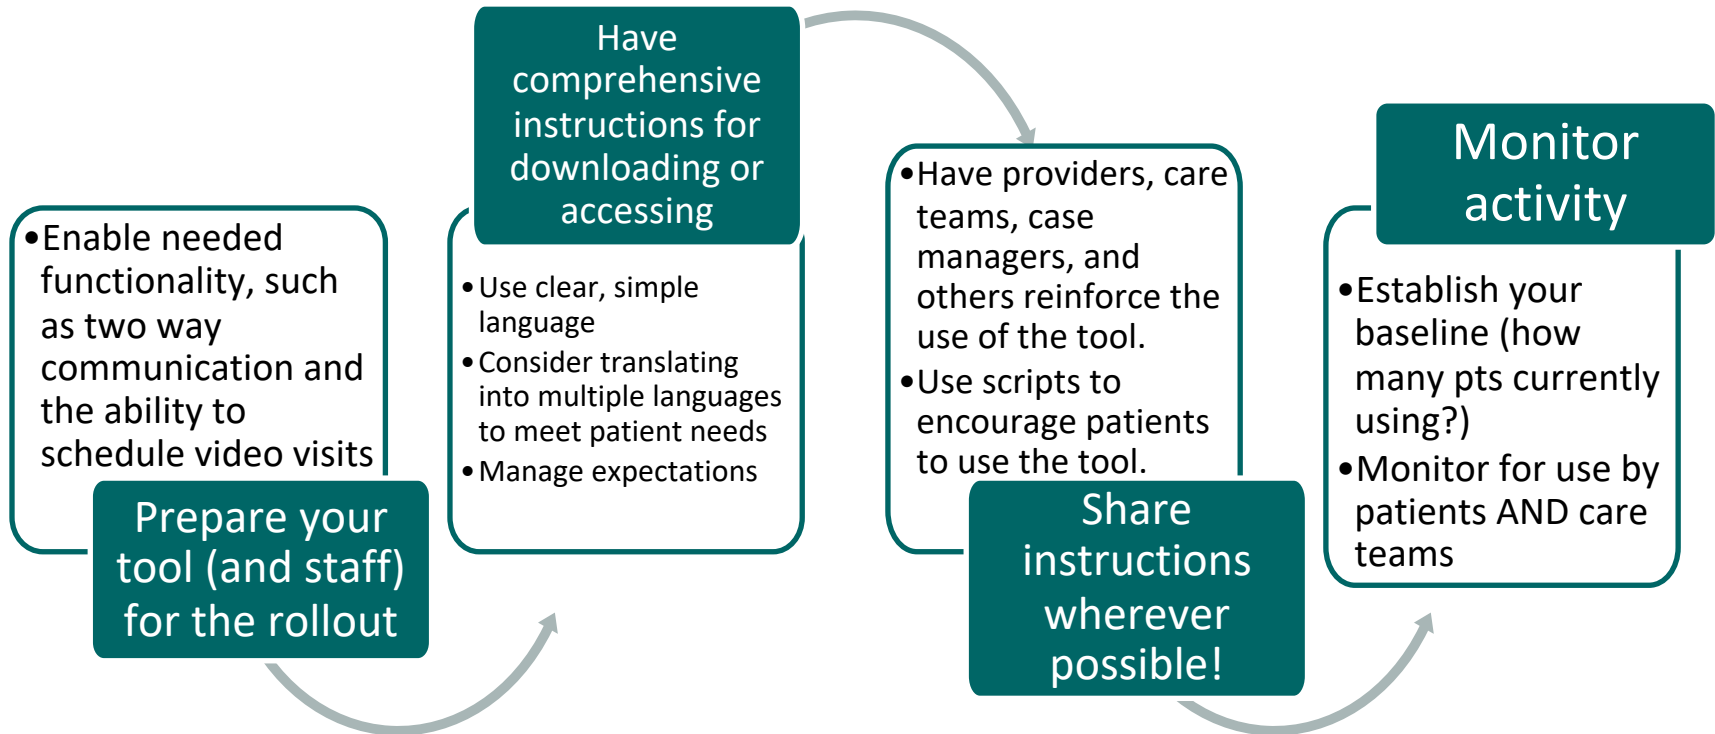 •Enable needed
functionality, such
as two way
communication and
the ability to
schedule video visits
Prepare your
tool (and staff)
for the rollout
Have
comprehensive
instructions for
downloading or
accessing
•Use clear, simple
language
•Consider translating
into multiple languages
to meet patient needs
•Manage expectations
•Have providers, care
teams, case
managers, and
others reinforce the
use of the tool.
•Use scripts to
encourage patients
to use the tool.
Share
instructions
wherever
possible!
Monitor
activity
•Establish your
baseline (how
many pts currently
using?)
•Monitor for use by
patients AND care
teams